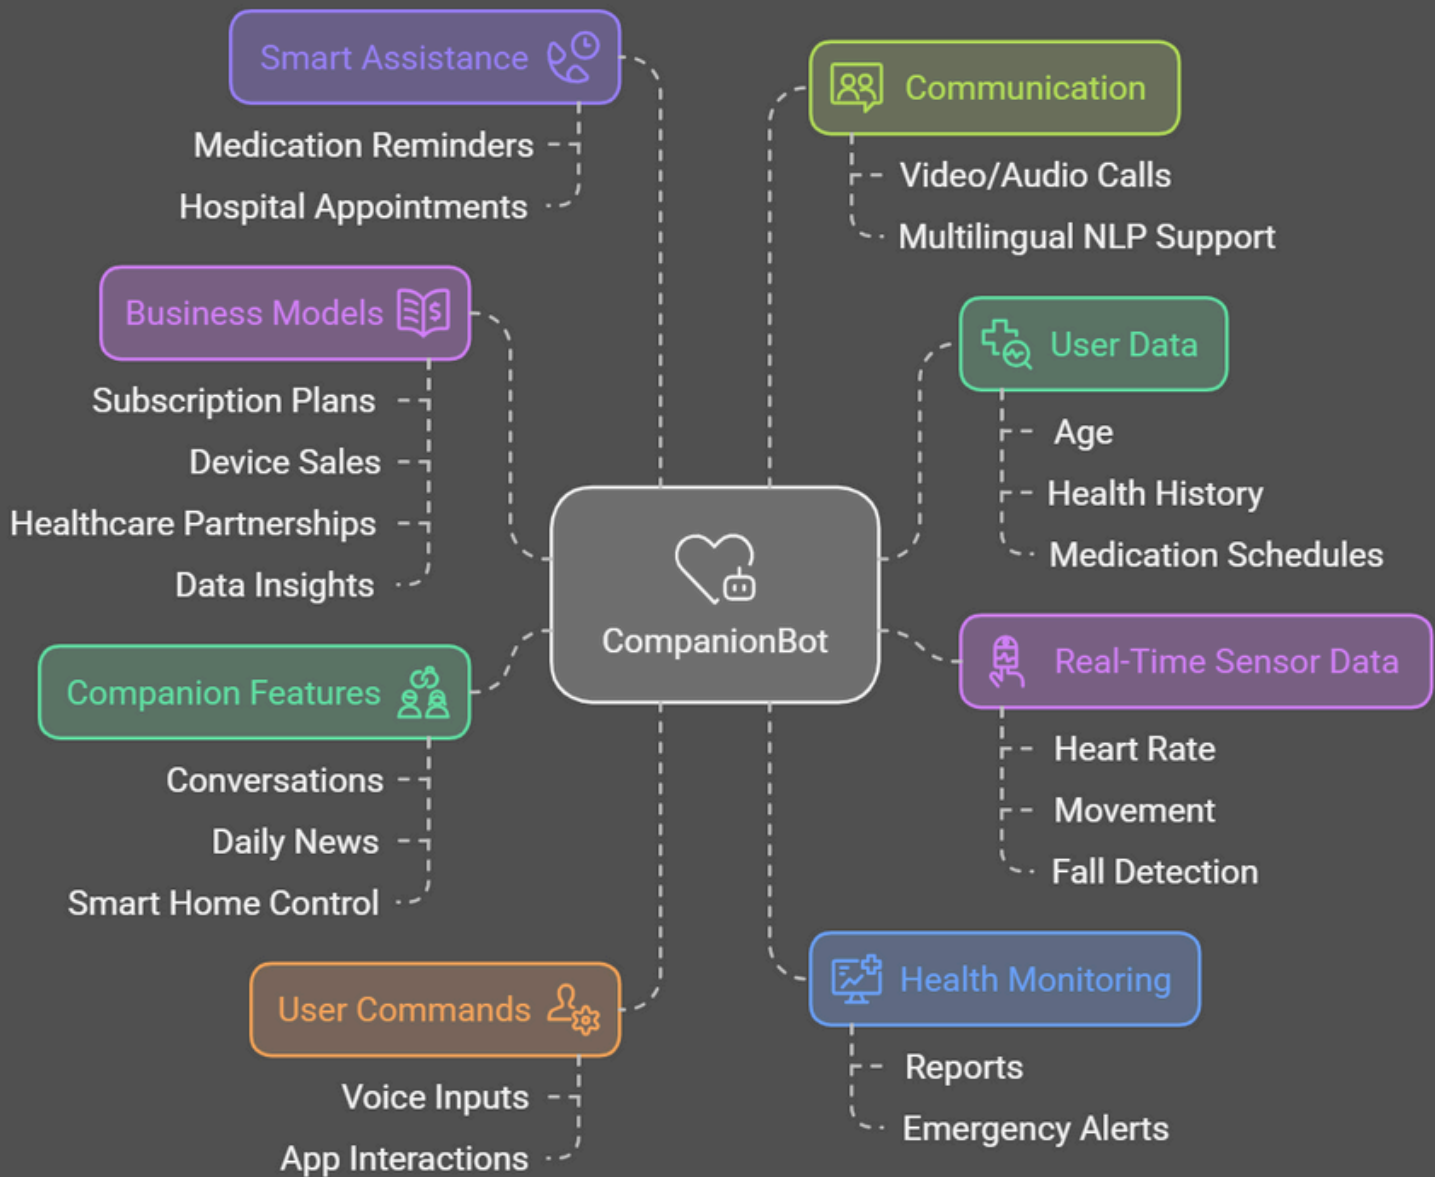 Smart Assistance
Medication Reminders
Hospital Appointments
Business Models
$
Subscription Plans
Device Sales
Healthcare Partnerships
Data Insights
Companion Features
Conversations
Daily News
Smart Home Control
User Commands
Voice Inputs
App Interactions
CompanionBot
Communication
Video/Audio Calls
Multilingual NLP Support
User Data
Age
Health History
Medication Schedules
Real-Time Sensor Data
Heart Rate
Movement
Fall Detection
Health Monitoring
Reports
Emergency Alerts